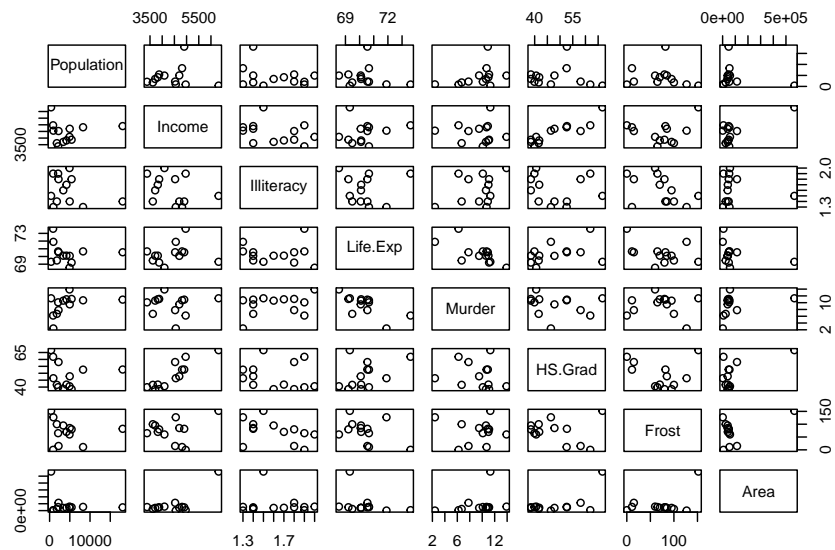 3500 5500 69 72 40 55 0e+00 5e+05
Population 0
3500 Income
Illiteracy 1.3 2.0
69 73 Life.Exp
Murder 2 10
40 65 HS.Grad
Frost 0 150
0e+00 Area
0 10000 1.3 1.7 2 6 12 0 100